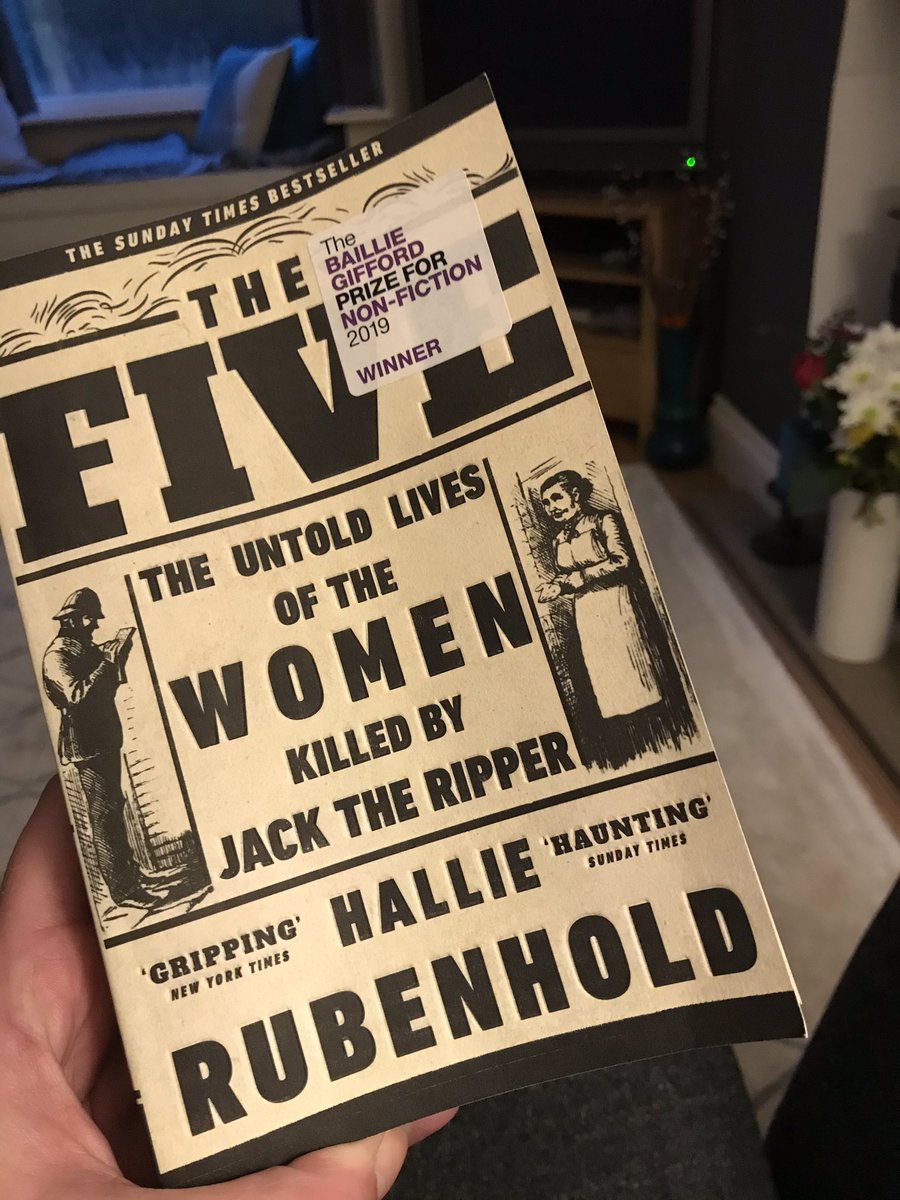 THE SUNDAY TIMES BESTSELLER
THE
The
BAILLIE
GIFFORD
PRIZE FOR
NON-FICTION
2019
WINNER
FIVE
THE UNTOLD LIVES
OF THE
WOMEN
KILLED BY
JACK THE RIPPER
'HAUNTING'
SUNDAY TIMES
HALLIE
'GRIPPING'
NEW YORK TIMES
RUBENHOLD